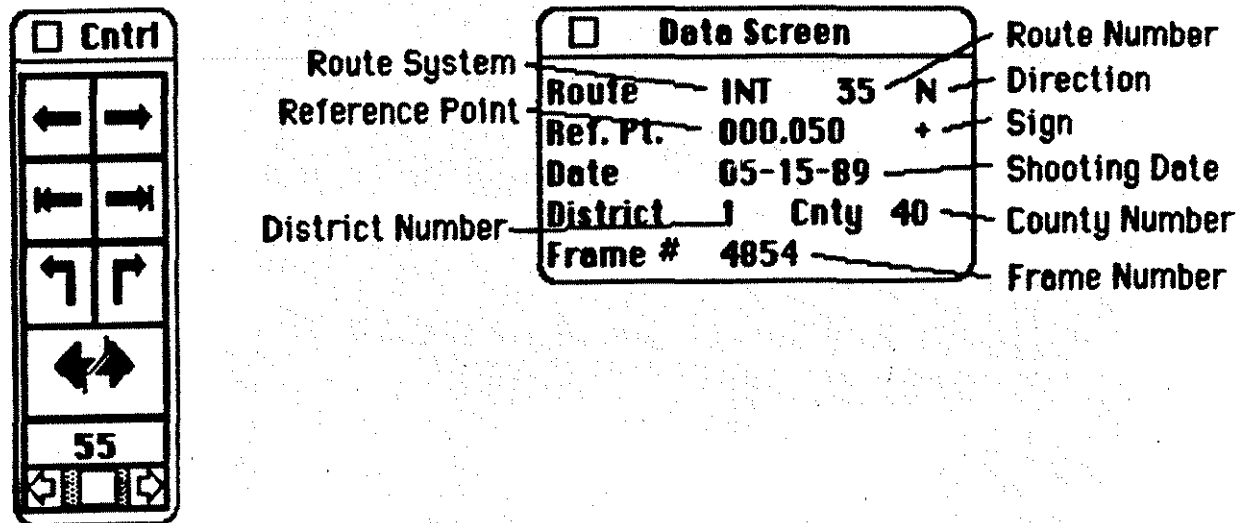 Cntrl
55
Data Screen
Route INT 35 N
Ref. Pt. 000.050 +
Date 05-15-89
District 1 Cnty 40
Frame # 4854
Route System
Reference Point
District Number
Route Number
Direction
Sign
Shooting Date
County Number
Frame Number